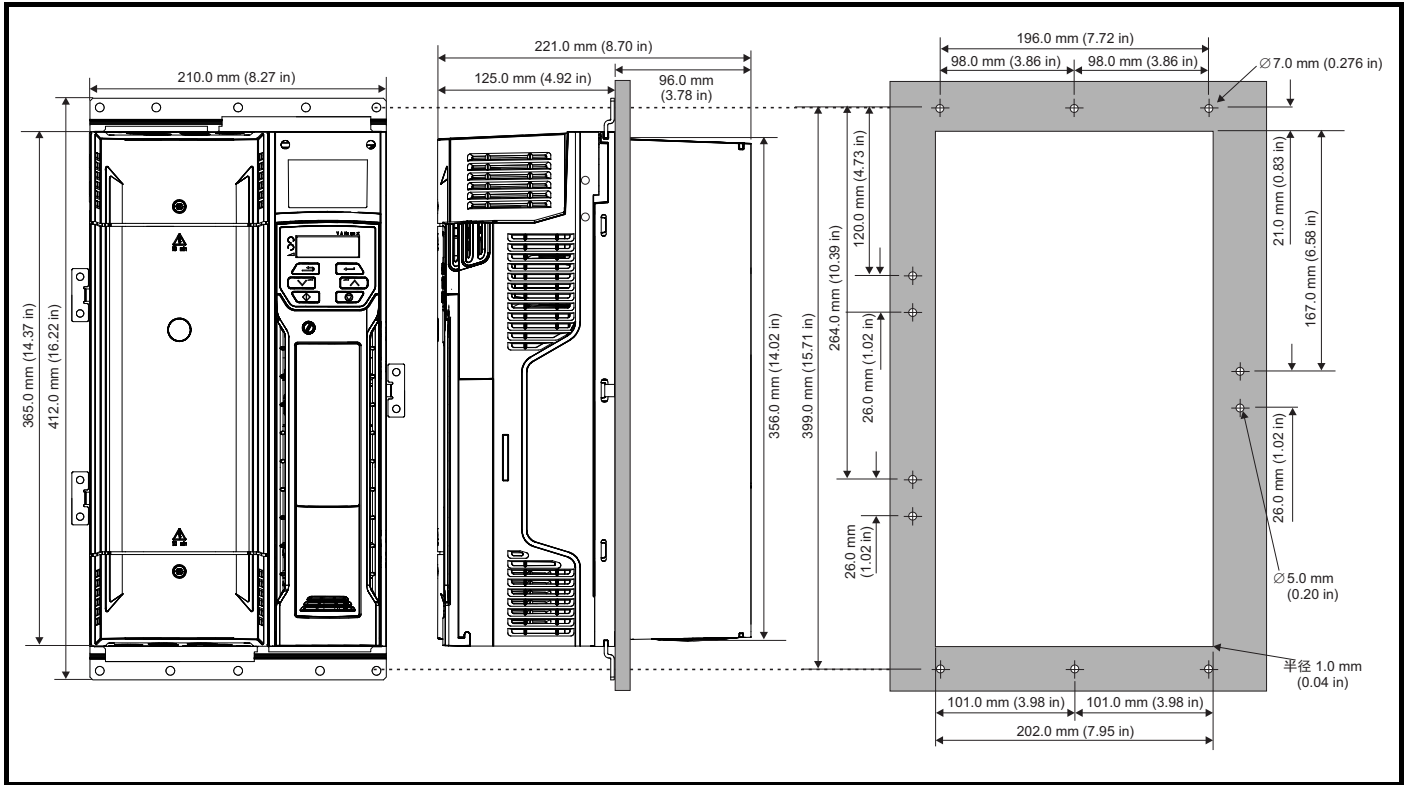 210.0 mm (8.27 in)
365.0 mm (14.37 in)
412.0 mm (16.22 in)
221.0 mm (8.70 in)
125.0 mm (4.92 in)
96.0 mm
(3.78 in)
356.0 mm (14.02 in)
399.0 mm (15.71 in)
264.0 mm (10.39 in)
120.0 mm (4.73 in)
26.0 mm (1.02 in)
26.0 mm
(1.02 in)
196.0 mm (7.72 in)
98.0 mm (3.86 in)
98.0 mm (3.86 in)
∅7.0 mm (0.276 in)
21.0 mm (0.83 in)
167.0 mm (6.58 in)
26.0 mm (1.02 in)
∅5.0 mm
(0.20 in)
半径 1.0 mm
(0.04 in)
101.0 mm (3.98 in)
101.0 mm (3.98 in)
202.0 mm (7.95 in)